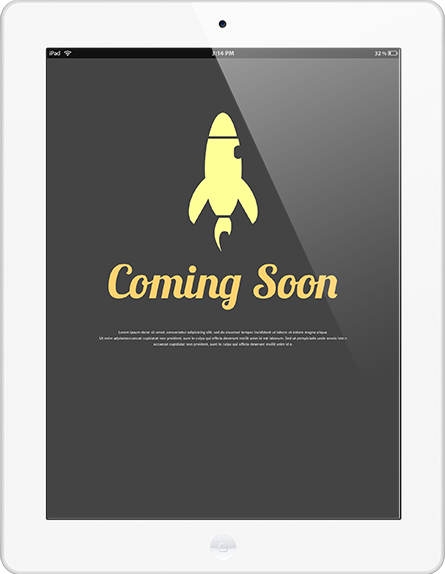 iPad 3:14 PM 32%
Coming Soon
Lorem ipsum dolor sit amet, consectetur adipisicing elit, sed do eiusmod tempor incididunt ut labore et dolore magna aliqua.
Ut enim non proident, sunt in culpa qui officia deserunt mollit anim id est laborum. Sed ut perspiciatis unde omnis iste n
occaecat cupidatat non proident, sunt in culpa qui officia deserunt mollit anim id e